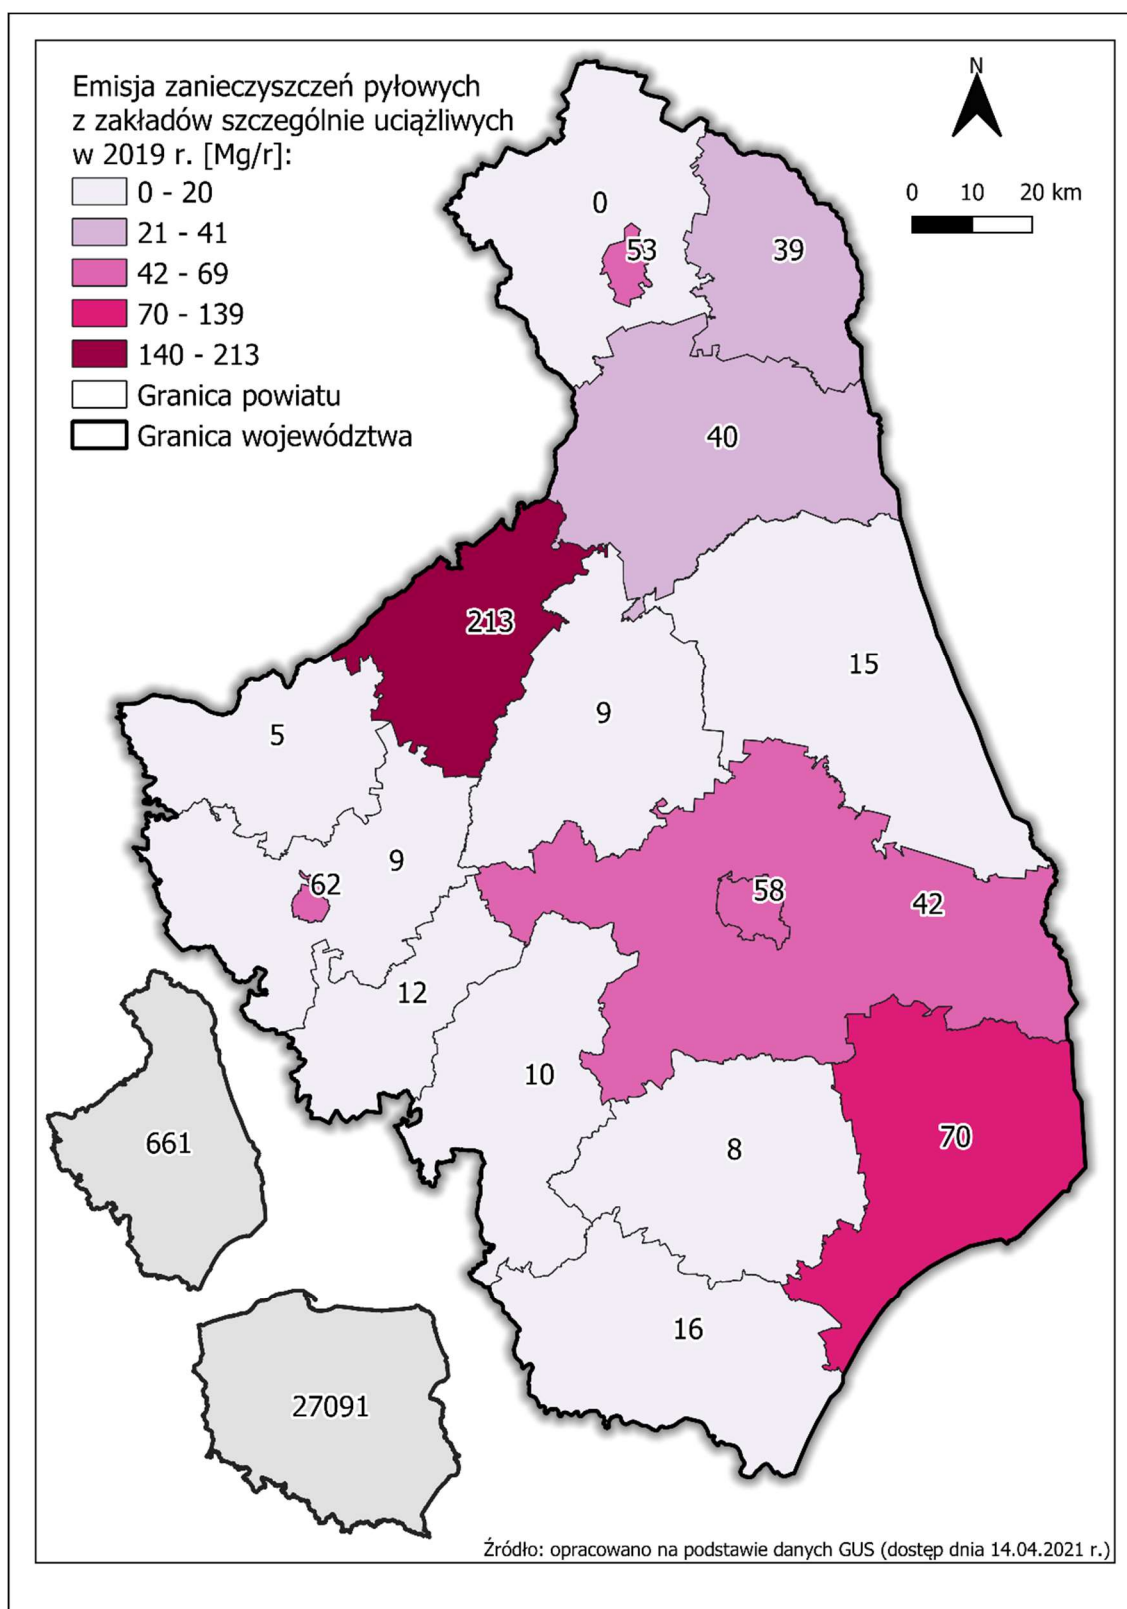 Emisja zanieczyszczeń pyłowych
z zakładów szczególnie uciążliwych
w 2019 r. [Mg/r]:
0 - 20
21 - 41
42 - 69
70 - 139
140 - 213
Granica powiatu
Granica województwa
N
0 10 20 km
0
53
39
40
213
15
9
5
9
62
58
42
12
10
8
70
16
661
27091
Źródło: opracowano na podstawie danych GUS (dostęp dnia 14.04.2021 r.)